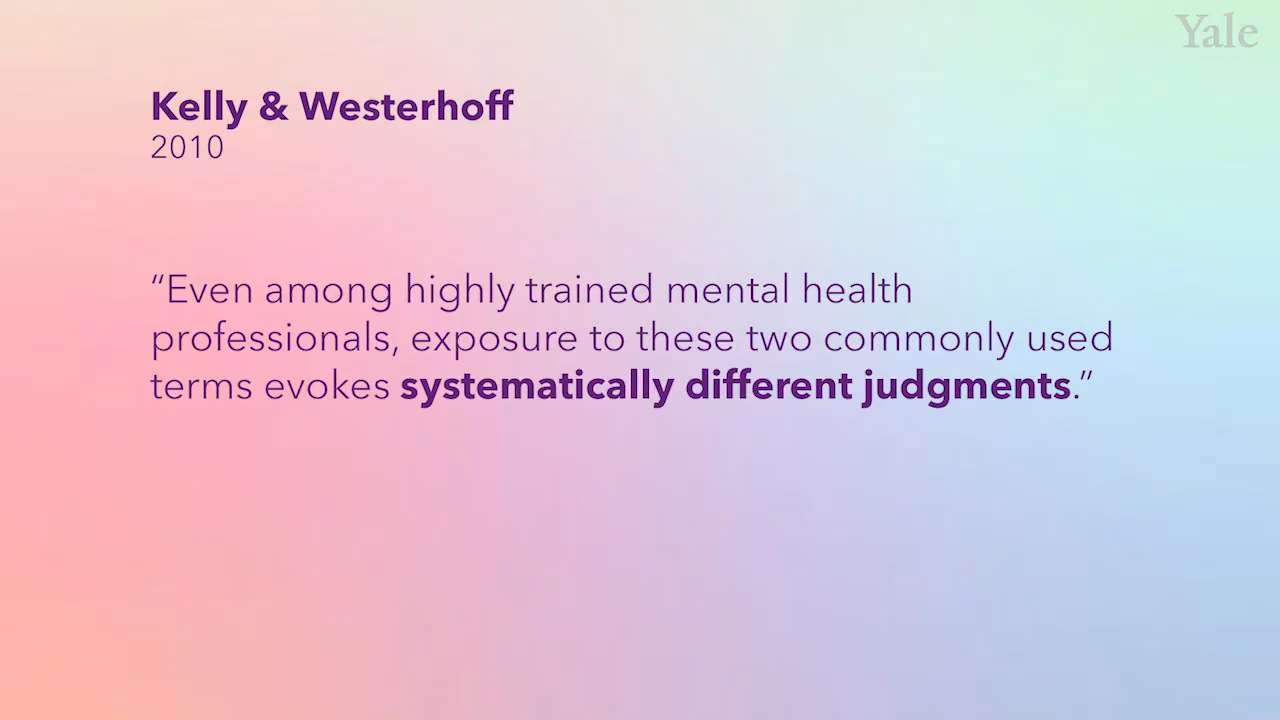 Yale
Kelly & Westerhoff
2010
“Even among highly trained mental health
professionals, exposure to these two commonly used
terms evokes systematically different judgments.”